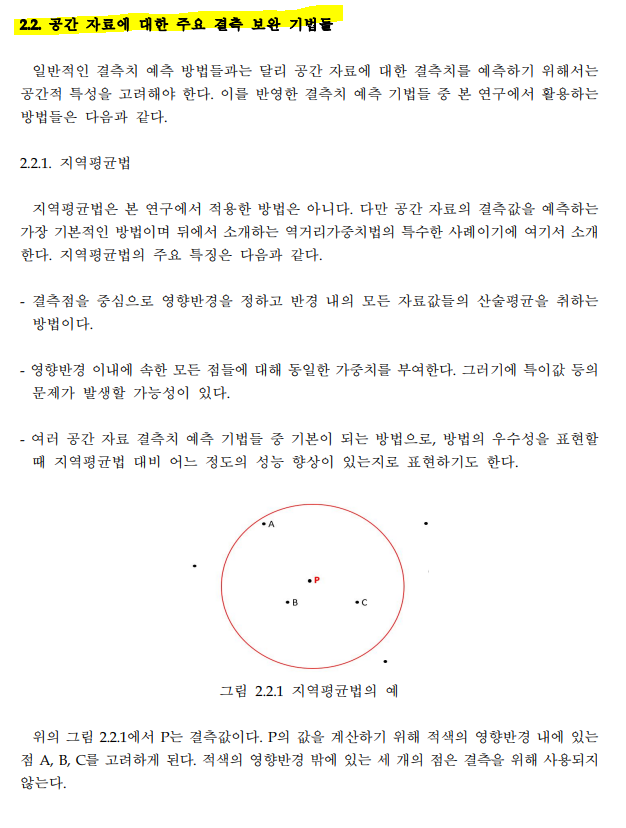 2.2. 공간 자료에 대한 주요 결측 보완 기법들
일반적인 결측치 예측 방법들과는 달리 공간 자료에 대한 결측치를 예측하기 위해서는
공간적 특성을 고려해야 한다. 이를 반영한 결측치 예측 기법들 중 본 연구에서 활용하는
방법들은 다음과 같다.
2.2.1. 지역평균법
지역평균법은 본 연구에서 적용한 방법은 아니다. 다만 공간 자료의 결측값을 예측하는
가장 기본적인 방법이며 뒤에서 소개하는 역거리가중치법의 특수한 사례이기에 여기서 소개
한다. 지역평균법의 주요 특징은 다음과 같다.
- 결측점을 중심으로 영향반경을 정하고 반경 내의 모든 자료값들의 산술평균을 취하는
방법이다.
- 영향반경 이내에 속한 모든 점들에 대해 동일한 가중치를 부여한다. 그러기에 특이값 등의
문제가 발생할 가능성이 있다.
- 여러 공간 자료 결측치 예측 기법들 중 기본이 되는 방법으로, 방법의 우수성을 표현할
때 지역평균법 대비 어느 정도의 성능 향상이 있는지로 표현하기도 한다.
A
P
B
C
그림 2.2.1 지역평균법의 예
위의 그림 2.2.1에서 P는 결측값이다. P의 값을 계산하기 위해 적색의 영향반경 내에 있는
점 A, B, C를 고려하게 된다. 적색의 영향반경 밖에 있는 세 개의 점은 결측을 위해 사용되지
않는다.